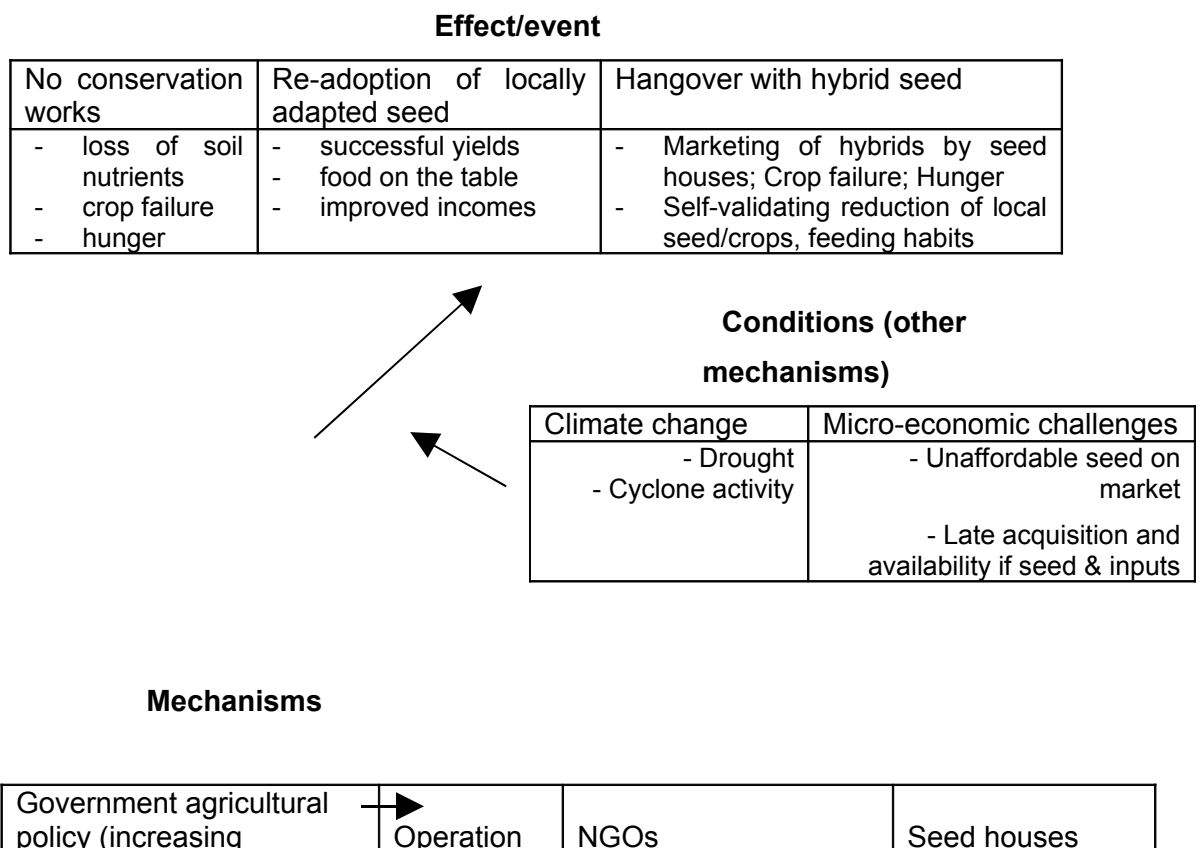 Effect/event
No conservation works
Re-adoption of locally adapted seed
Hangover with hybrid seed
- loss of soil
nutrients
- crop failure
- hunger
- successful yields
- food on the table
- improved incomes
- Marketing of hybrids by seed
houses; Crop failure; Hunger
- Self-validating reduction of local
seed/crops, feeding habits
Conditions (other
mechanisms)
Climate change
Micro-economic challenges
- Drought
- Cyclone activity
- Unaffordable seed on
market
- Late acquisition and
availability if seed & inputs
Mechanisms
Government agricultural
policy (increasing
Operation
NGOs
Seed houses